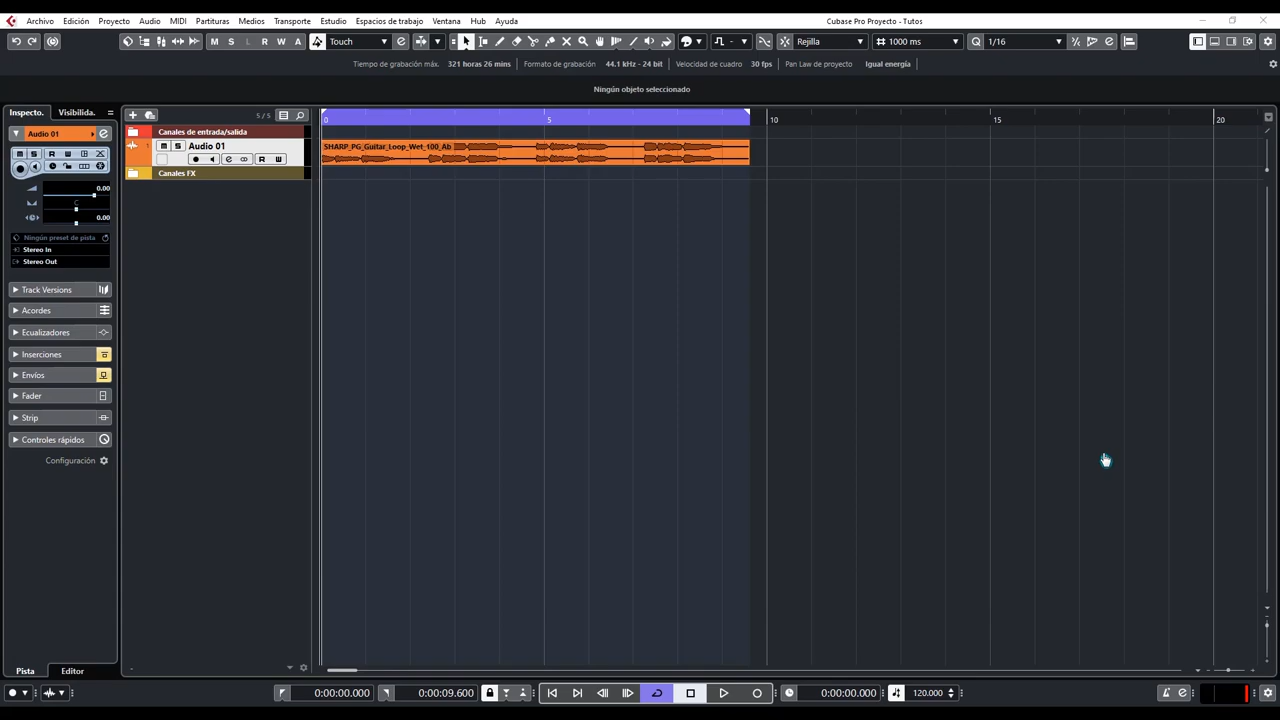 Archivo Edición Proyecto Audio MIDI Partituras Medios Transporte Estudio Espacios de trabajo Ventana Hub Ayuda Cubase Pro Proyecto - Tutos
M S L R W A Touch Rejilla 1000 ms 1/16
Tiempo de grabación máx. 321 horas 26 mins Formato de grabación 44.1 kHz - 24 bit Velocidad de cuadro 30 fps Pan Law de proyecto Igual energía
Ningún objeto seleccionado
Inspecto. Visibilida. 5 / 5
0 5 10 15 20
Canales de entrada/salida
Audio 01
1 M S Audio 01
SHARP_PG_Guitar_Loop_Wet_100_Ab
R W
Canales FX
M S R W
0.00
C
0.00
Ningún preset de pista
Stereo In
Stereo Out
Track Versions
Acordes
Ecualizadores
Inserciones
Envíos
Fader
Strip
Controles rápidos
Configuración
Pista Editor
0:00:00.000 0:00:09.600 0:00:00.000 120.000